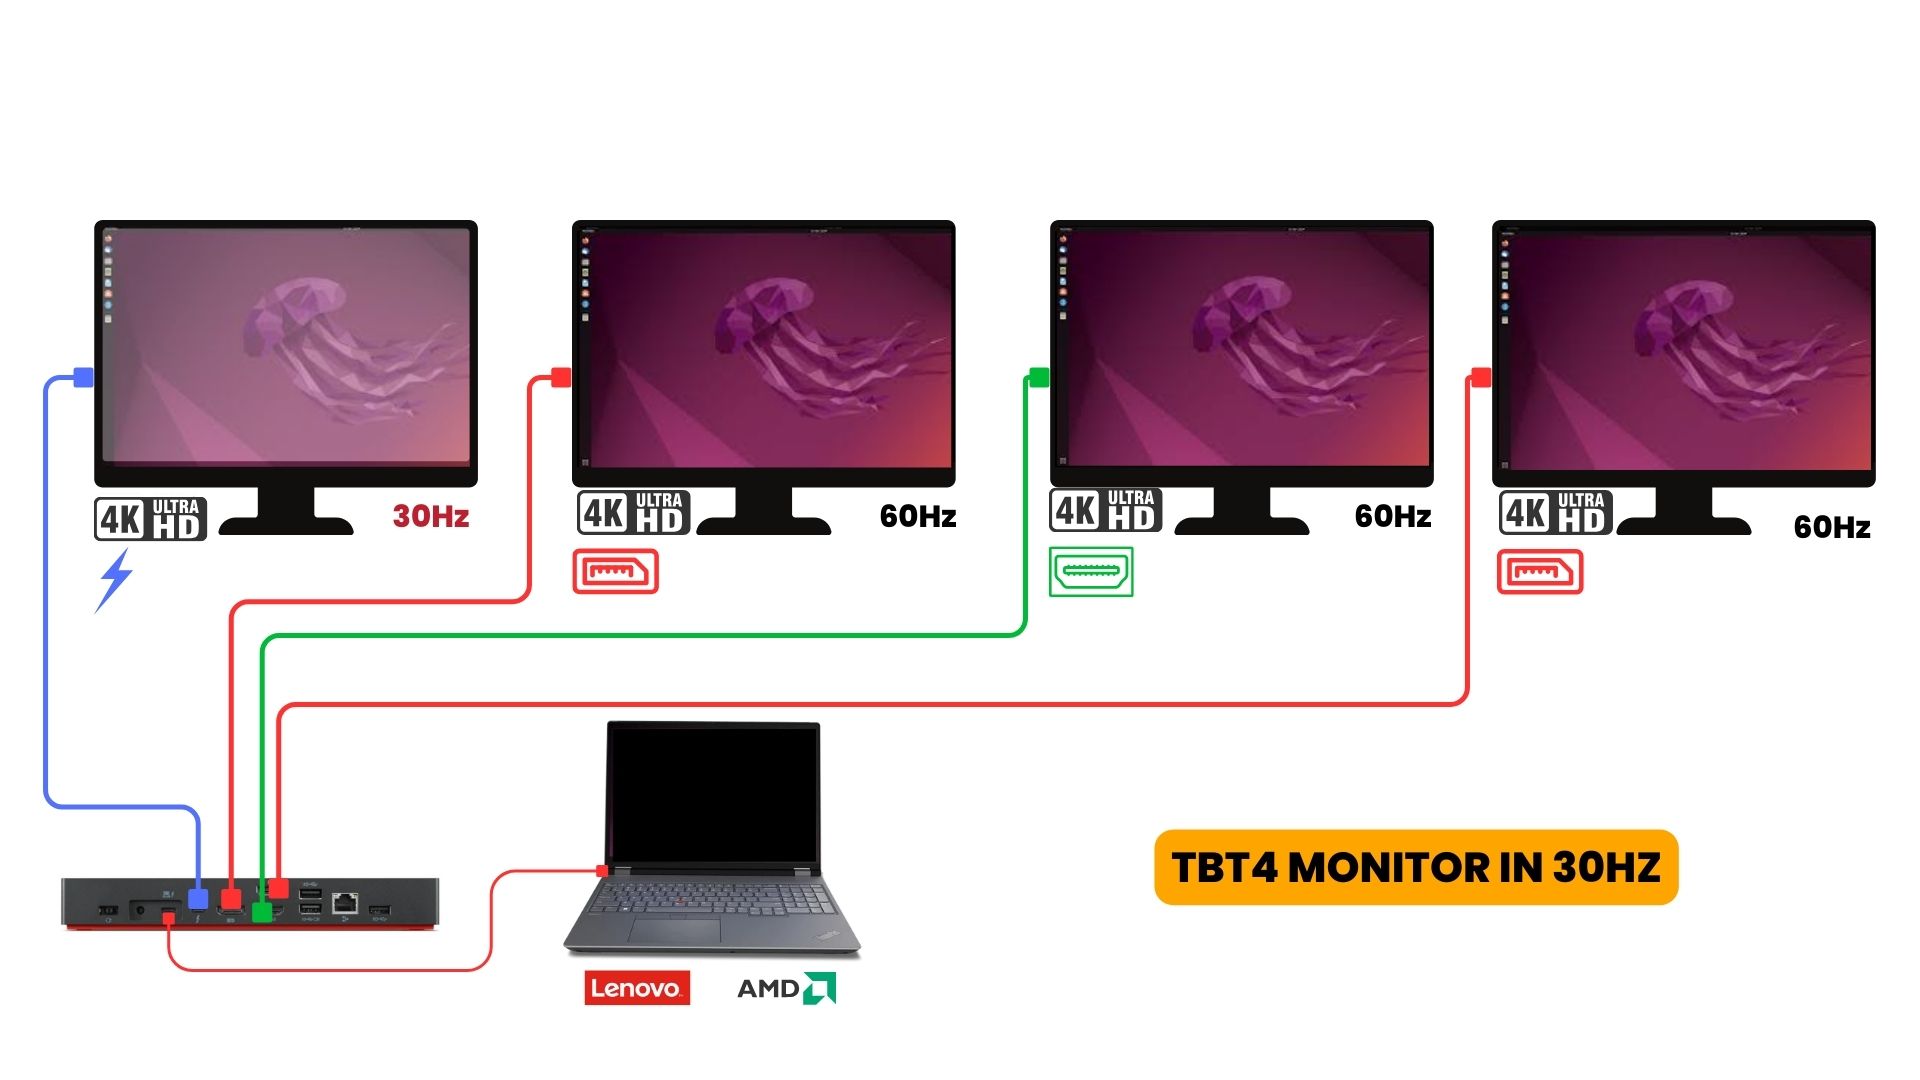 4K ULTRA HD
30Hz
4K ULTRA HD
60Hz
4K ULTRA HD
60Hz
4K ULTRA HD
60Hz
TBT4 MONITOR IN 30HZ
Lenovo
AMD